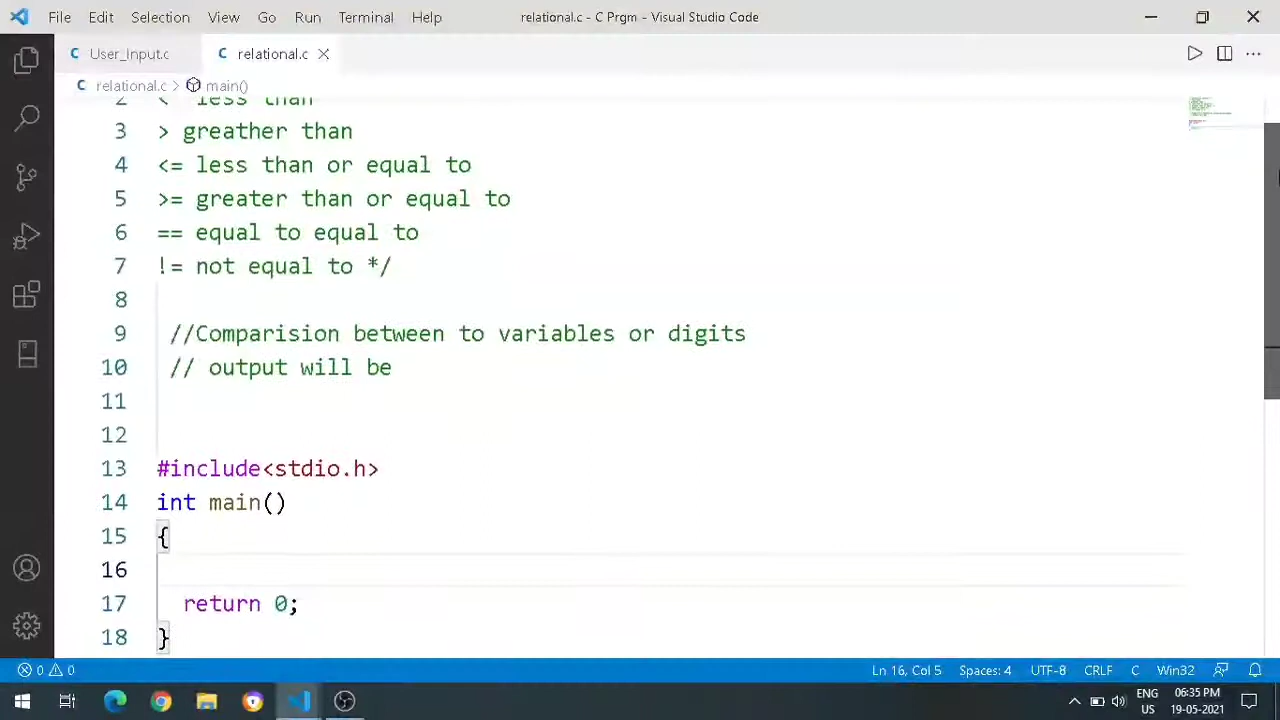 File Edit Selection View Go Run Terminal Help relational.c - C Prgm - Visual Studio Code
C User_Input.c C relational.c
C relational.c > main()
2 < less than
3 > greather than
4 <= less than or equal to
5 >= greater than or equal to
6 == equal to equal to
7 != not equal to */
8
9 //Comparision between to variables or digits
10 // output will be
11
12
13 #include<stdio.h>
14 int main()
15 {
16
17 return 0;
18 }
0 0 Ln 16, Col 5 Spaces: 4 UTF-8 CRLF C Win32
ENG 06:35 PM
US 19-05-2021